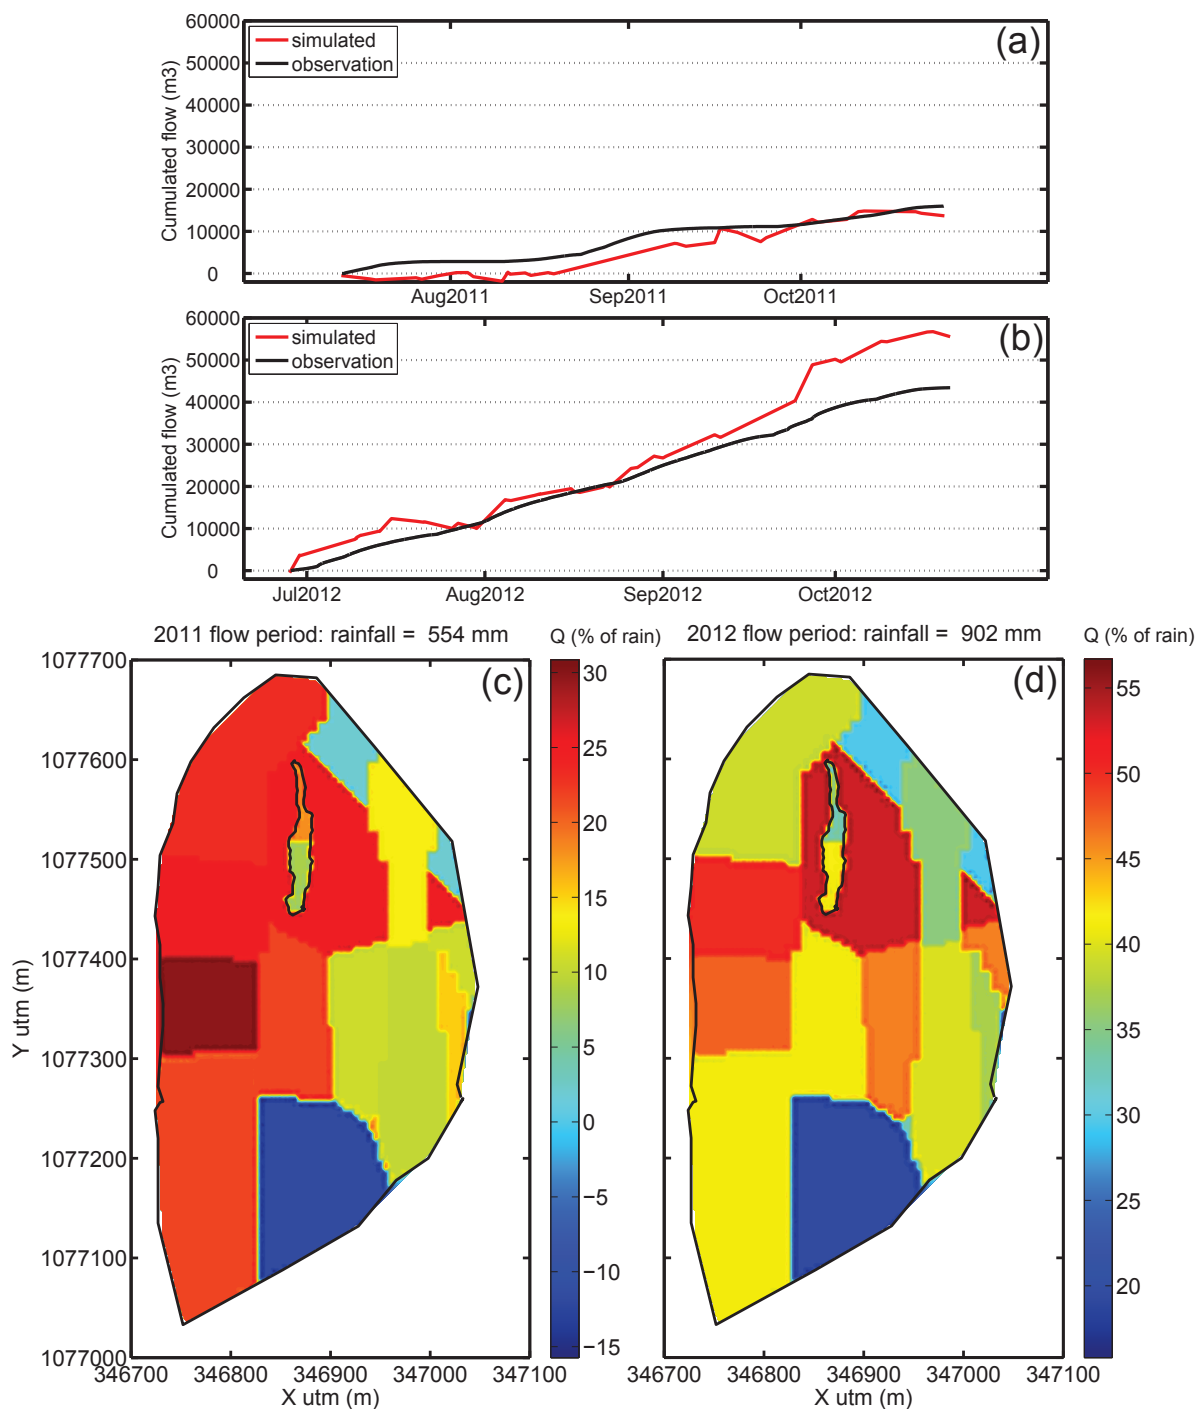 60000
50000
40000
30000
20000
10000
0
Cumulated flow (m3)
simulated
observation
(a)
Aug2011 Sep2011 Oct2011
60000
50000
40000
30000
20000
10000
0
Cumulated flow (m3)
simulated
observation
(b)
Jul2012 Aug2012 Sep2012 Oct2012
2011 flow period: rainfall = 554 mm
Q (% of rain)
2012 flow period: rainfall = 902 mm
Q (% of rain)
1077700
1077600
1077500
1077400
1077300
1077200
1077100
1077000
Y utm (m)
(c)
30
25
20
15
10
5
0
−5
−10
−15
(d)
55
50
45
40
35
30
25
20
346700 346800 346900 347000 347100
X utm (m)
346700 346800 346900 347000 347100
X utm (m)